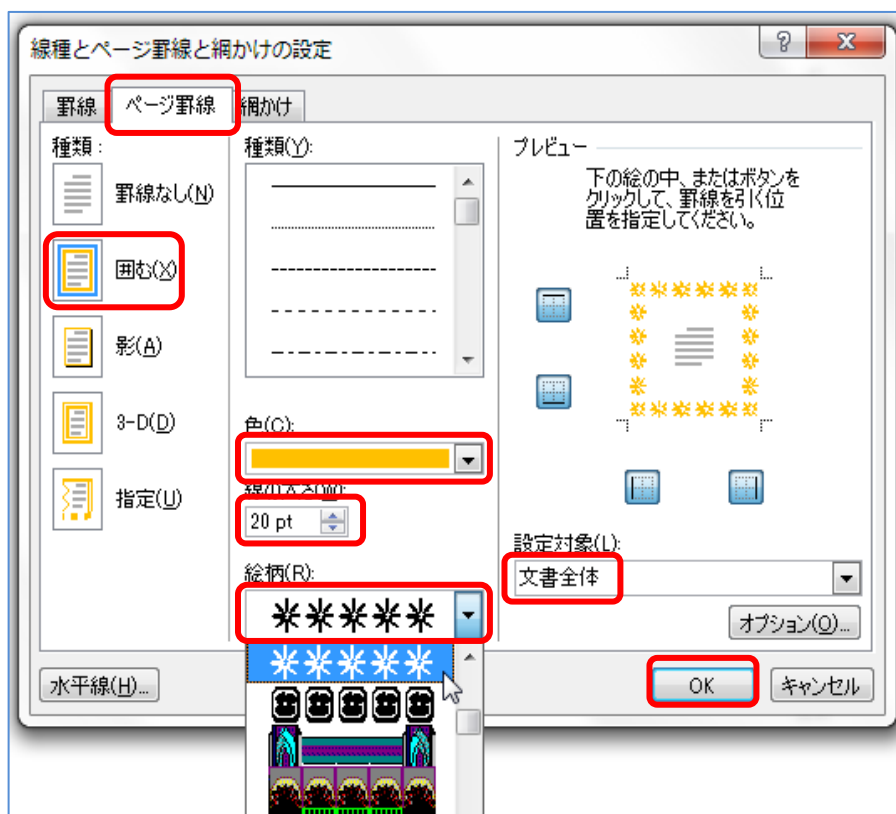 線種とページ罫線と網かけの設定
罫線
ページ罫線
網かけ
種類:
罫線なし(N)
囲む(X)
影(A)
3-D(D)
指定(U)
種類(Y):
色(C):
線の太さ(W):
20 pt
絵柄(R):
プレビュー
下の絵の中、またはボタンを
クリックして、罫線を引く位
置を指定してください。
設定対象(L):
文書全体
オプション(O)...
水平線(H)...
OK
キャンセル